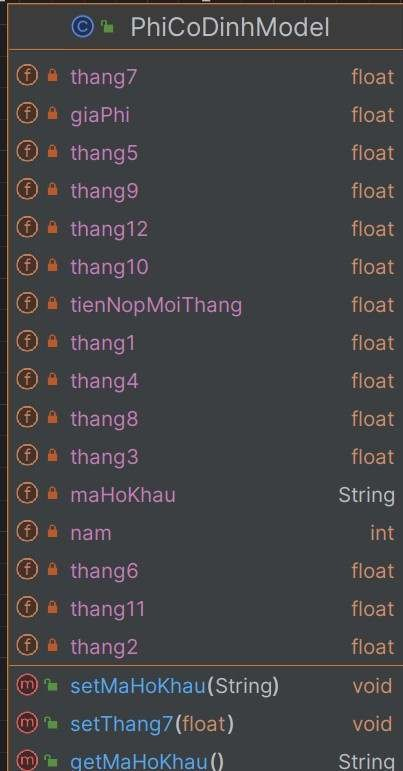 PhiCoDinhModel
thang7 float
giaPhi float
thang5 float
thang9 float
thang12 float
thang10 float
tienNopMoiThang float
thang1 float
thang4 float
thang8 float
thang3 float
maHoKhau String
nam int
thang6 float
thang11 float
thang2 float
setMaHoKhau(String) void
setThang7(float) void
getMaHoKhau() String